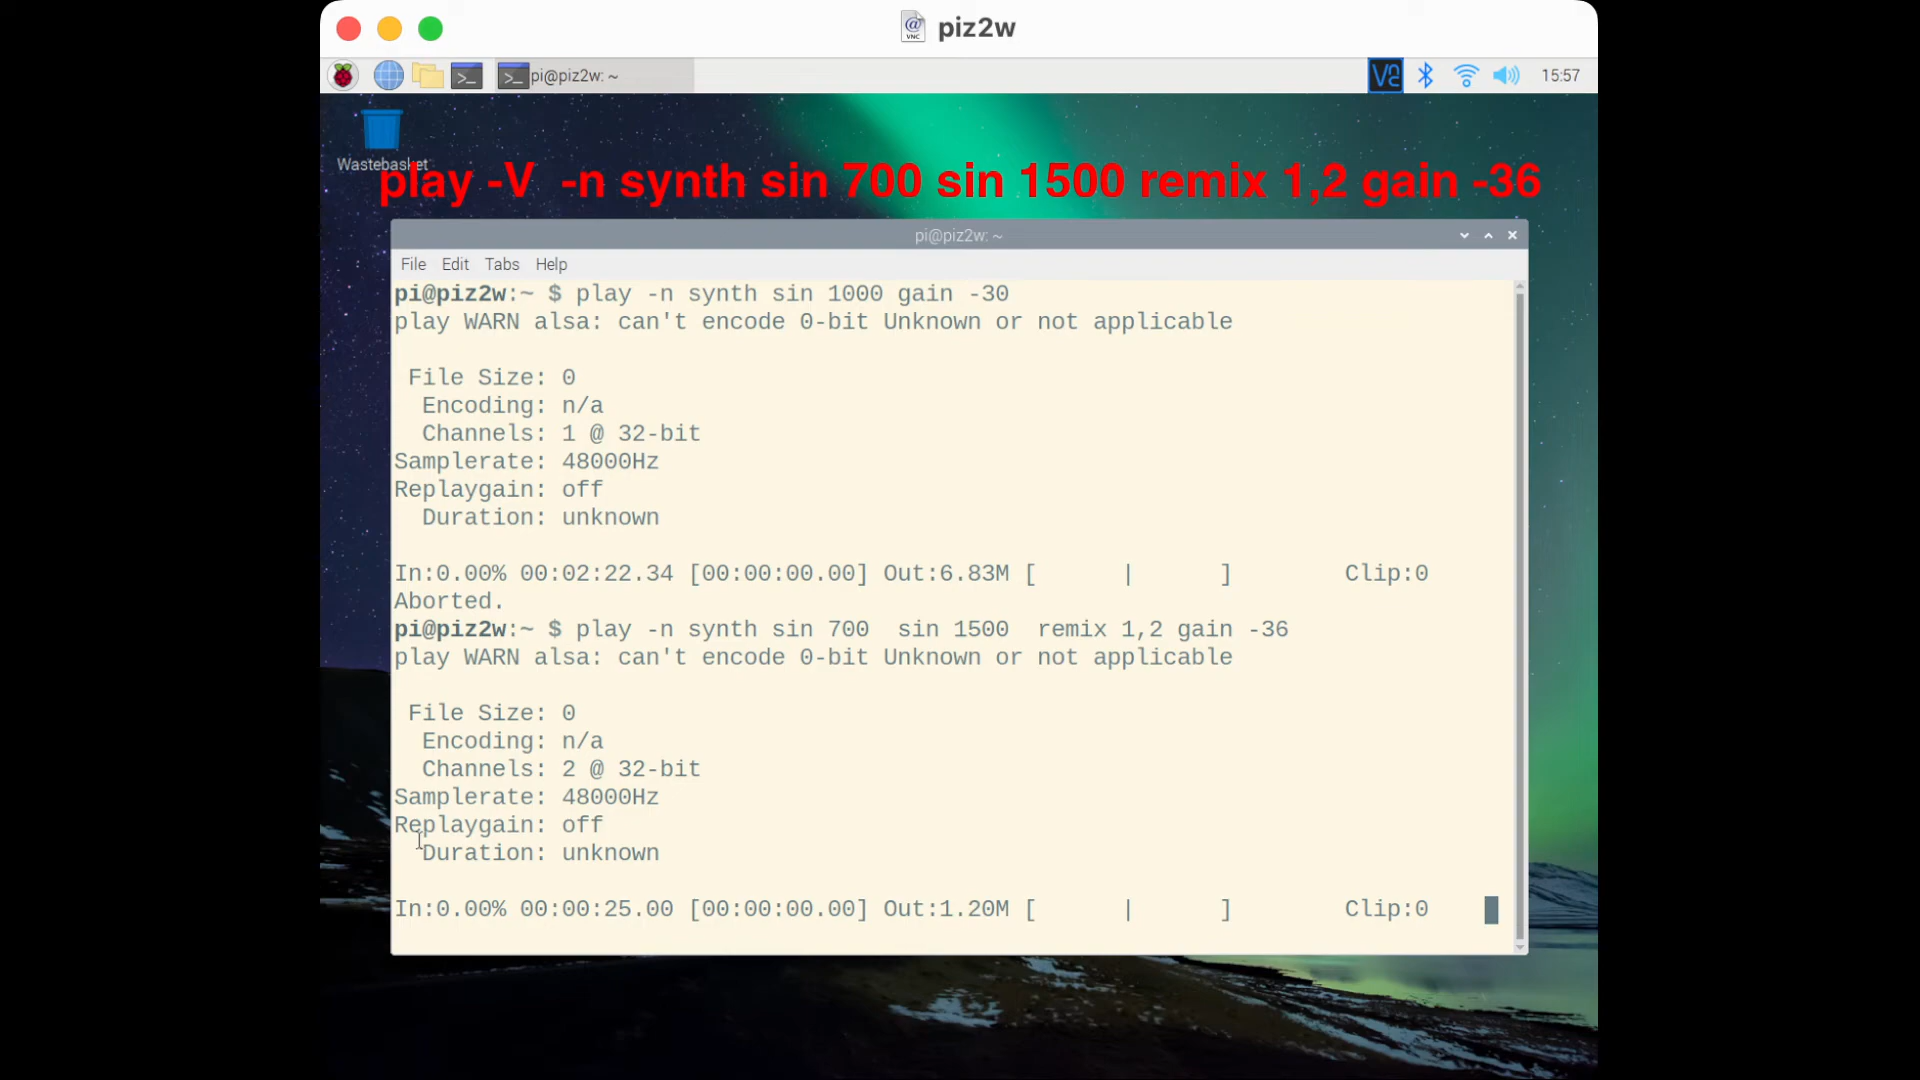 piz2w
pi@piz2w: ~
15:57
Wastebasket
play -V  -n synth sin 700 sin 1500 remix 1,2 gain -36
pi@piz2w: ~
File Edit Tabs Help
pi@piz2w:~ $ play -n synth sin 1000 gain -30
play WARN alsa: can't encode 0-bit Unknown or not applicable
File Size: 0
Encoding: n/a
Channels: 1 @ 32-bit
Samplerate: 48000Hz
Replaygain: off
Duration: unknown
In:0.00% 00:02:22.34 [00:00:00.00] Out:6.83M [      |      ]        Clip:0
Aborted.
pi@piz2w:~ $ play -n synth sin 700  sin 1500  remix 1,2 gain -36
play WARN alsa: can't encode 0-bit Unknown or not applicable
File Size: 0
Encoding: n/a
Channels: 2 @ 32-bit
Samplerate: 48000Hz
Replaygain: off
Duration: unknown
In:0.00% 00:00:25.00 [00:00:00.00] Out:1.20M [      |      ]        Clip:0